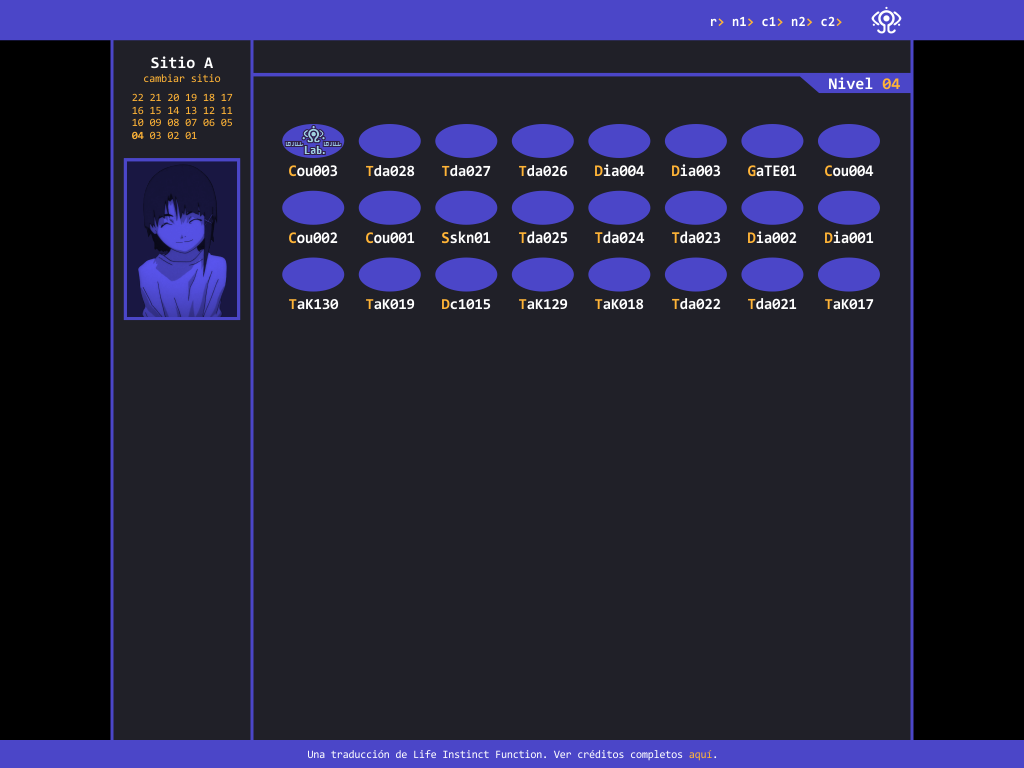 r> n1> c1> n2> c2>
Sitio A
cambiar sitio
22 21 20 19 18 17
16 15 14 13 12 11
10 09 08 07 06 05
04 03 02 01
Nivel 04
Lab.
Cou003 Tda028 Tda027 Tda026 Dia004 Dia003 GaTE01 Cou004
Cou002 Cou001 Sskn01 Tda025 Tda024 Tda023 Dia002 Dia001
TaK130 TaK019 Dc1015 TaK129 TaK018 Tda022 Tda021 TaK017
Una traducción de Life Instinct Function. Ver créditos completos aquí.